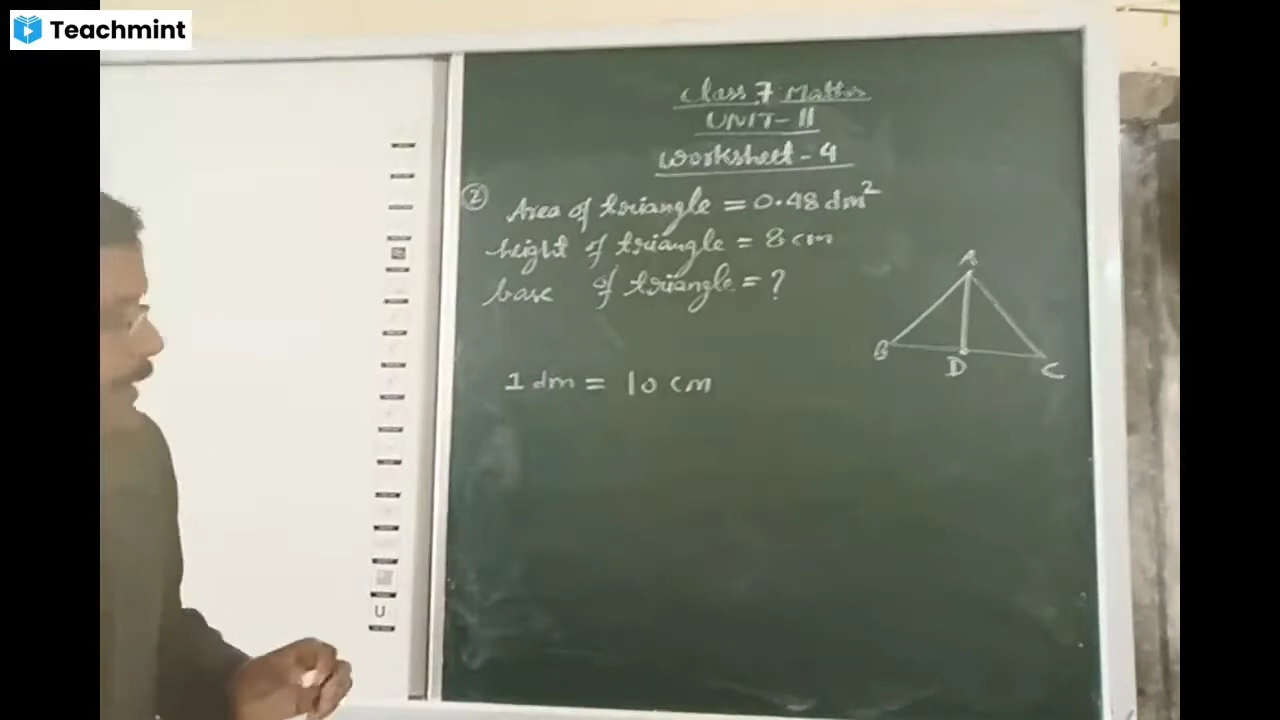 Teachmint
Class 7 Maths
UNIT-II
Worksheet-4
② Area of triangle = 0.48 dm²
height of triangle = 8 cm
base of triangle = ?
A
B
D
C
1 dm = 10 cm
U